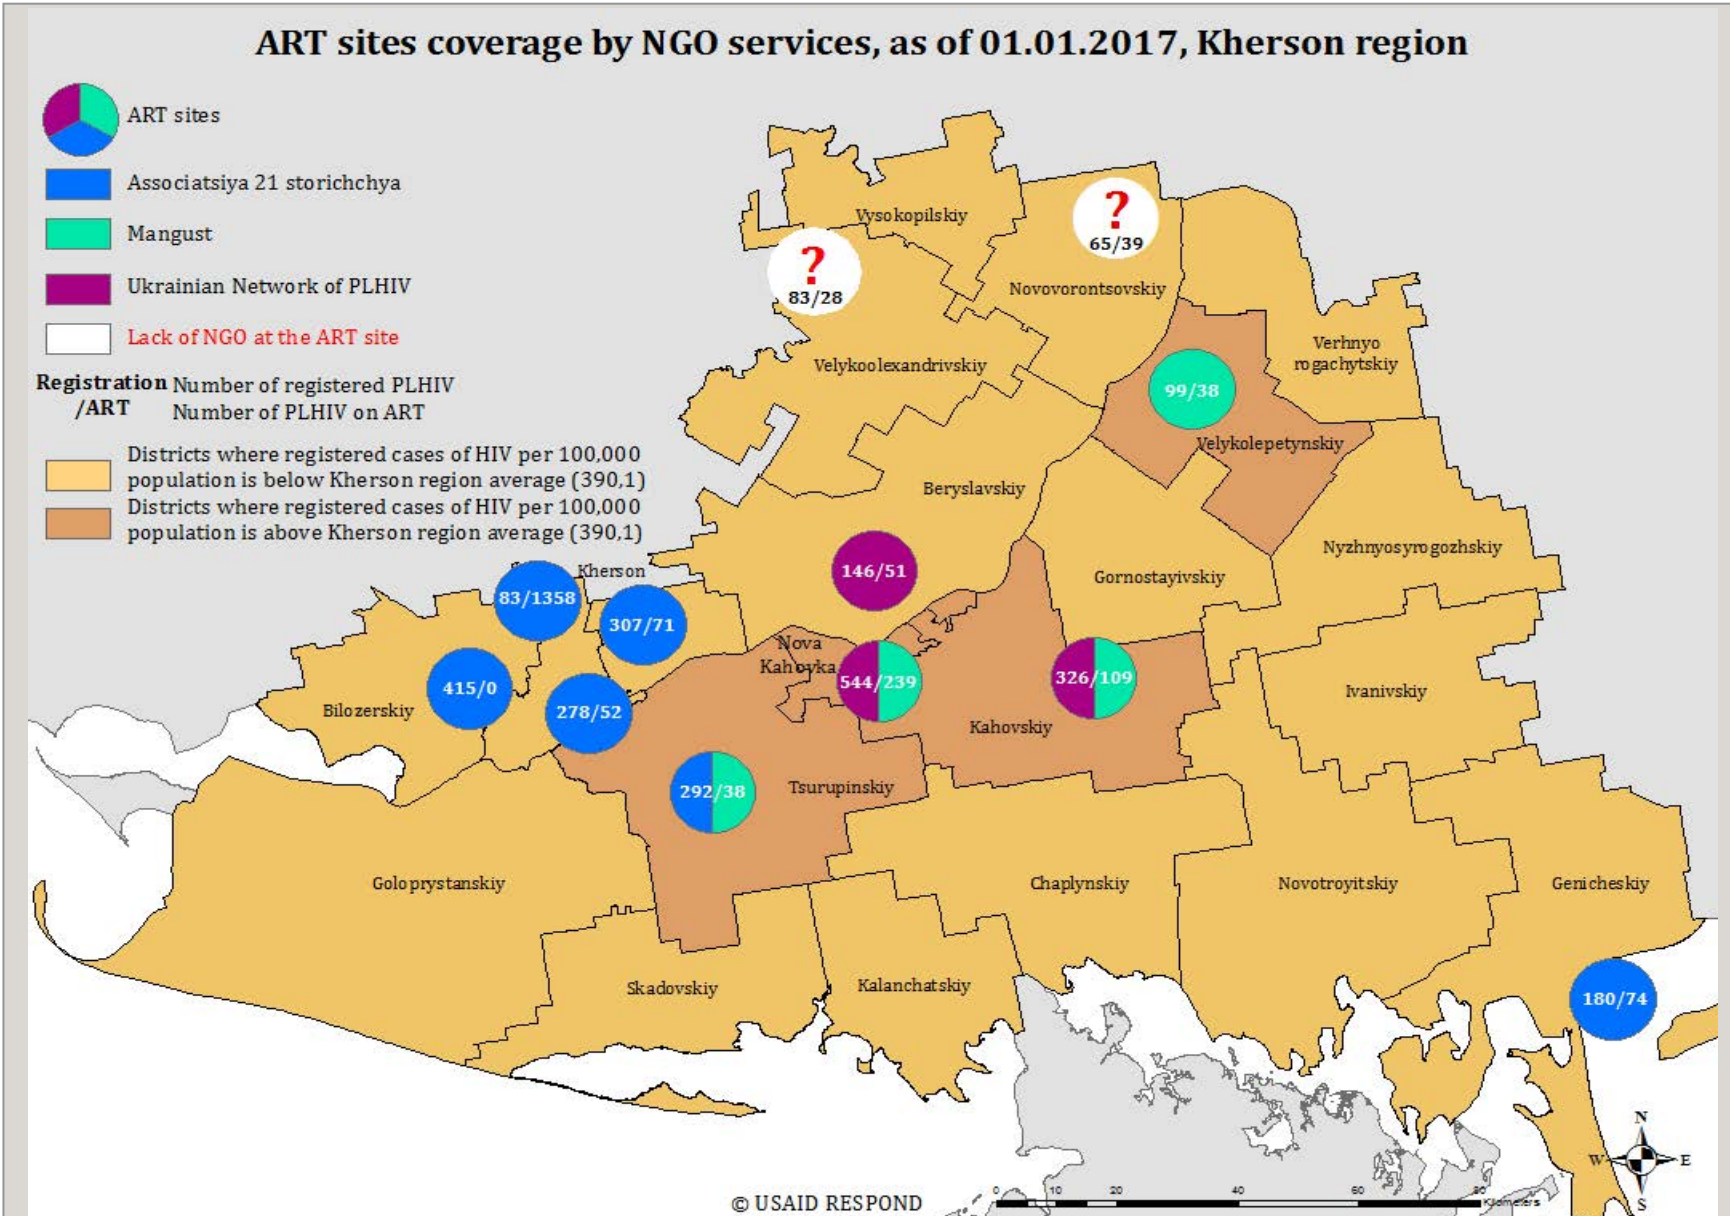 ART sites coverage by NGO services, as of 01.01.2017, Kherson region
ART sites
Associatsiya 21 storichchya
Mangust
Ukrainian Network of PLHIV
Lack of NGO at the ART site
Registration Number of registered PLHIV
/ART Number of PLHIV on ART
Districts where registered cases of HIV per 100,000
population is below Kherson region average (390,1)
Districts where registered cases of HIV per 100,000
population is above Kherson region average (390,1)
Vysokopilskiy
?
65/39
?
83/28
Novovorontsovskiy
Verhnyo
rogachytskiy
Velykoolexandrivskiy
99/38
Velykolepetynskiy
Beryslavskiy
Nyzhnyosyrogozhskiy
Kherson
146/51
Gornostayivskiy
83/1358
307/71
Nova
Kahovka
544/239
326/109
415/0
Bilozerskiy
278/52
Kahovskiy
Ivanivskiy
292/38
Tsurupinskiy
Goloprystanskiy
Chaplynskiy
Novotroyitskiy
Genicheskiy
Skadovskiy
Kalanchatskiy
180/74
N
W E
S
0 10 20 40 60 80
Kilometers
© USAID RESPOND